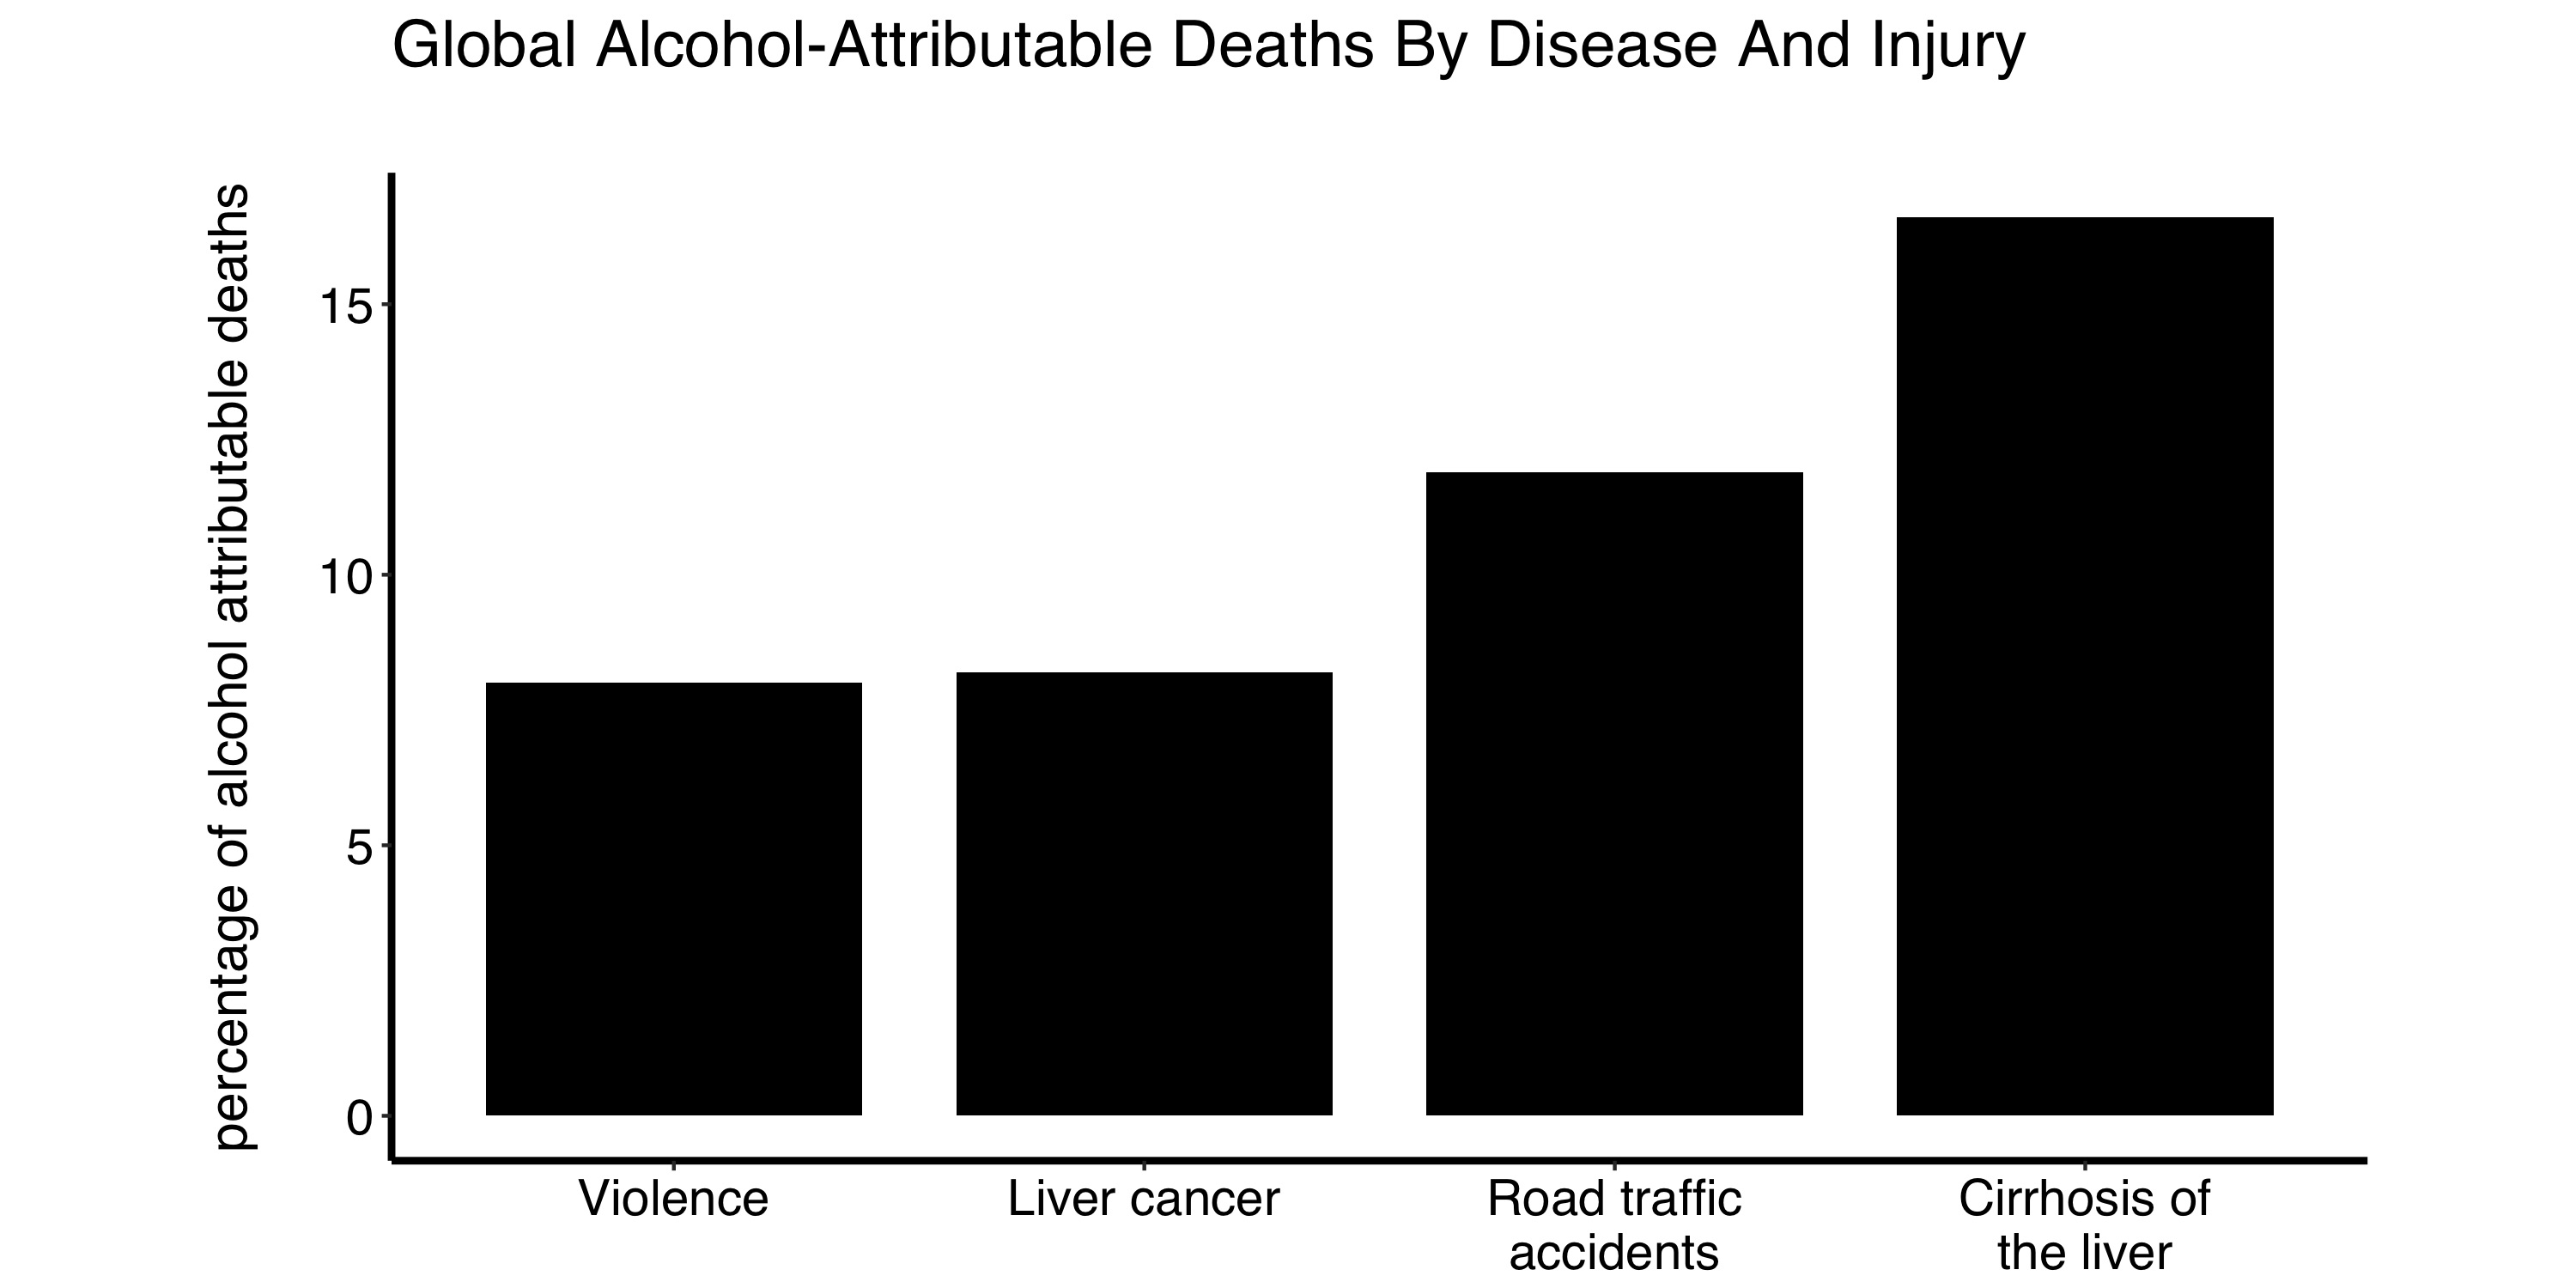 Global Alcohol-Attributable Deaths By Disease And Injury
percentage of alcohol attributable deaths
15
10
5
0
Violence
Liver cancer
Road traffic
accidents
Cirrhosis of
the liver